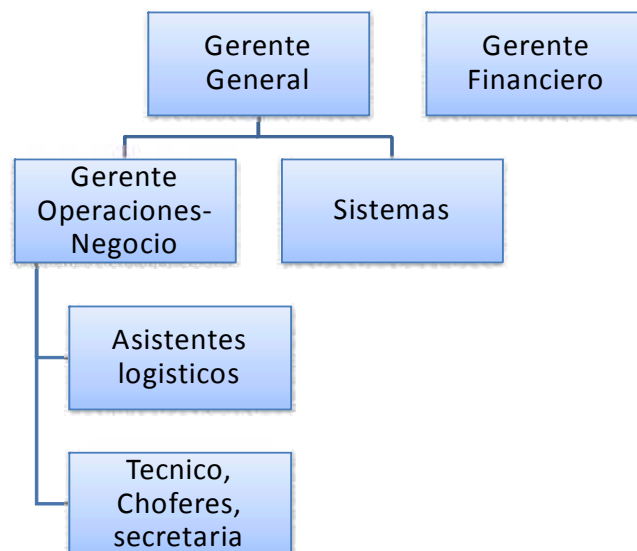 Gerente
General
Gerente
Financiero
Gerente
Operaciones-
Negocio
Sistemas
Asistentes
logisticos
Tecnico,
Choferes,
secretaria